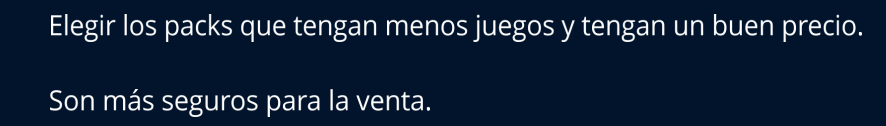 Elegir los packs que tengan menos juegos y tengan un buen precio.
Son más seguros para la venta.